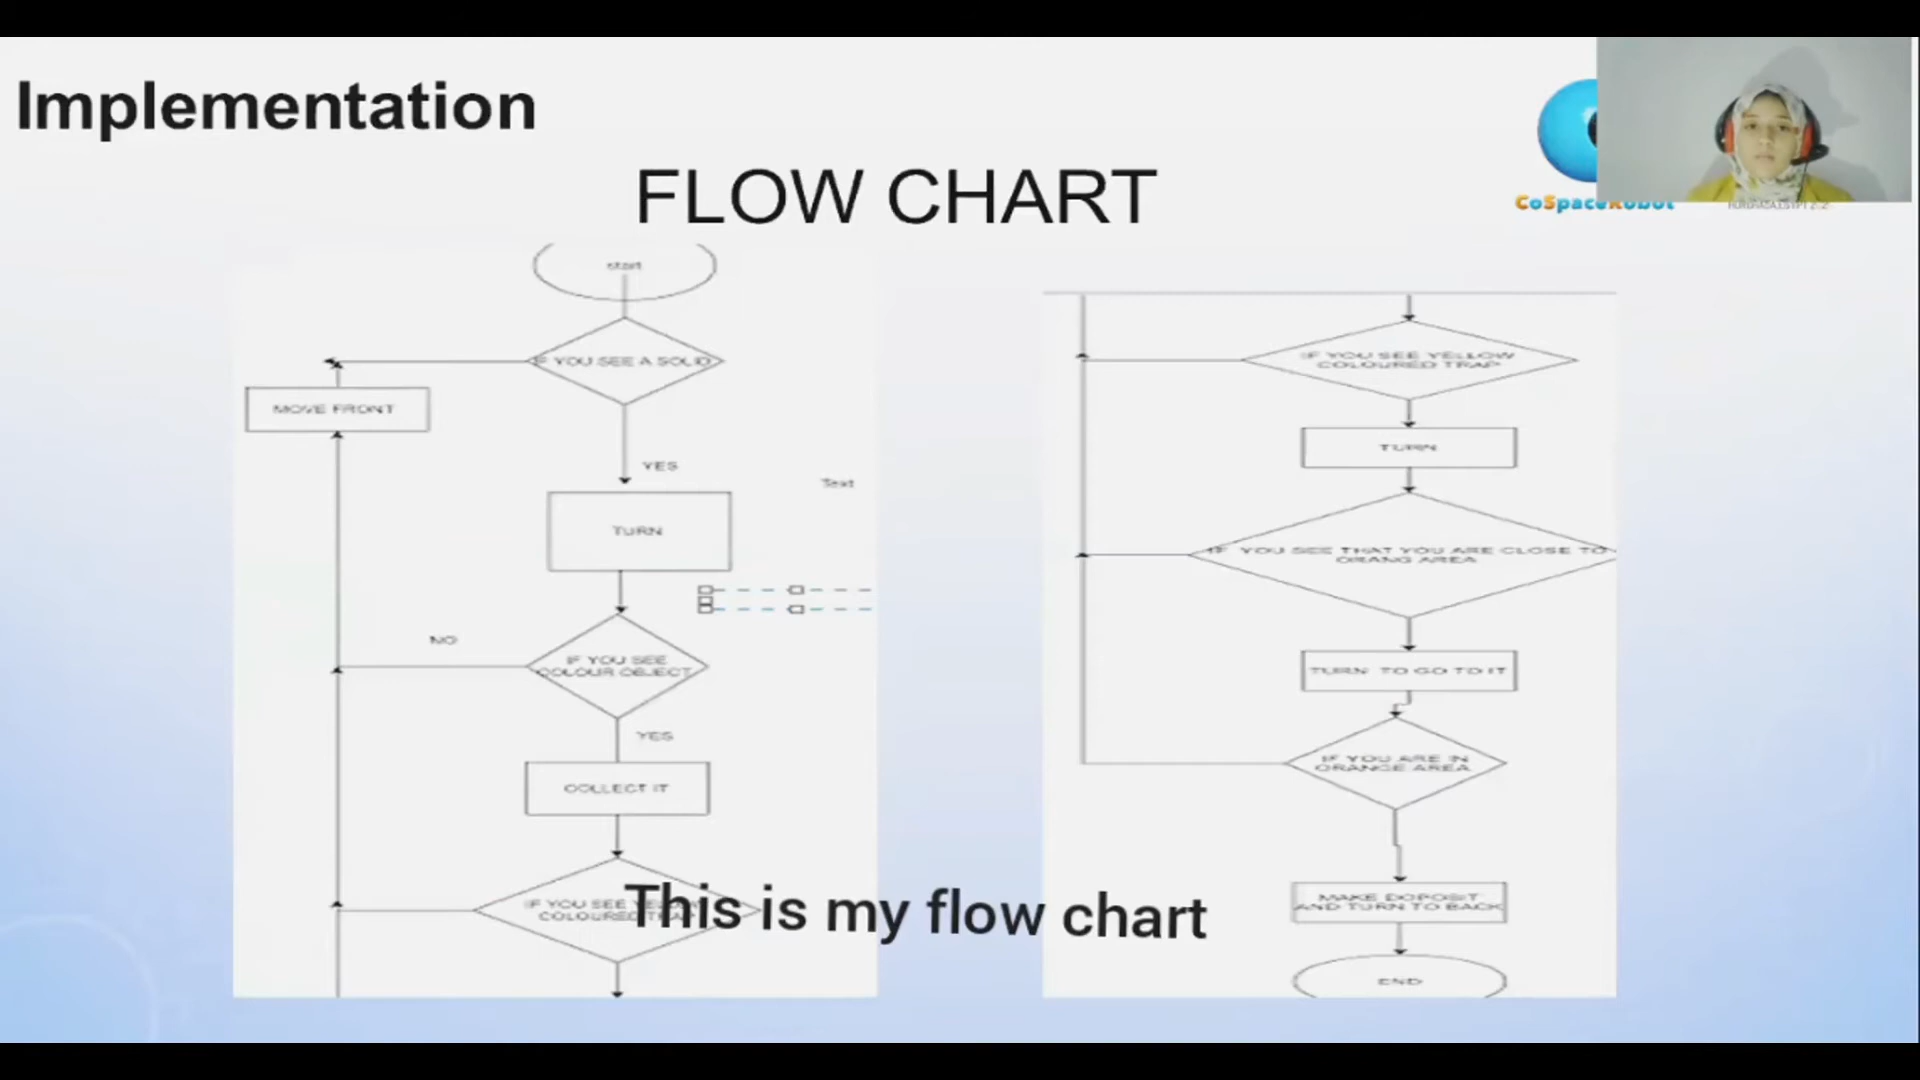 Implementation
FLOW CHART
CoSpaceRobot
start
IF YOU SEE A SOLID
MOVE FRONT
YES
Text
TURN
NO
IF YOU SEE
COLOUR OBJECT
YES
COLLECT IT
IF YOU SEE
COLOURED
IF YOU SEE YELLOW
COLOURED TRAP
TURN
IF YOU SEE THAT YOU ARE CLOSE TO
ORANG AREA
TURN TO GO TO IT
IF YOU ARE IN
ORANGE AREA
MAKE DOPOSIT
AND TURN TO BACK
END
This is my flow chart